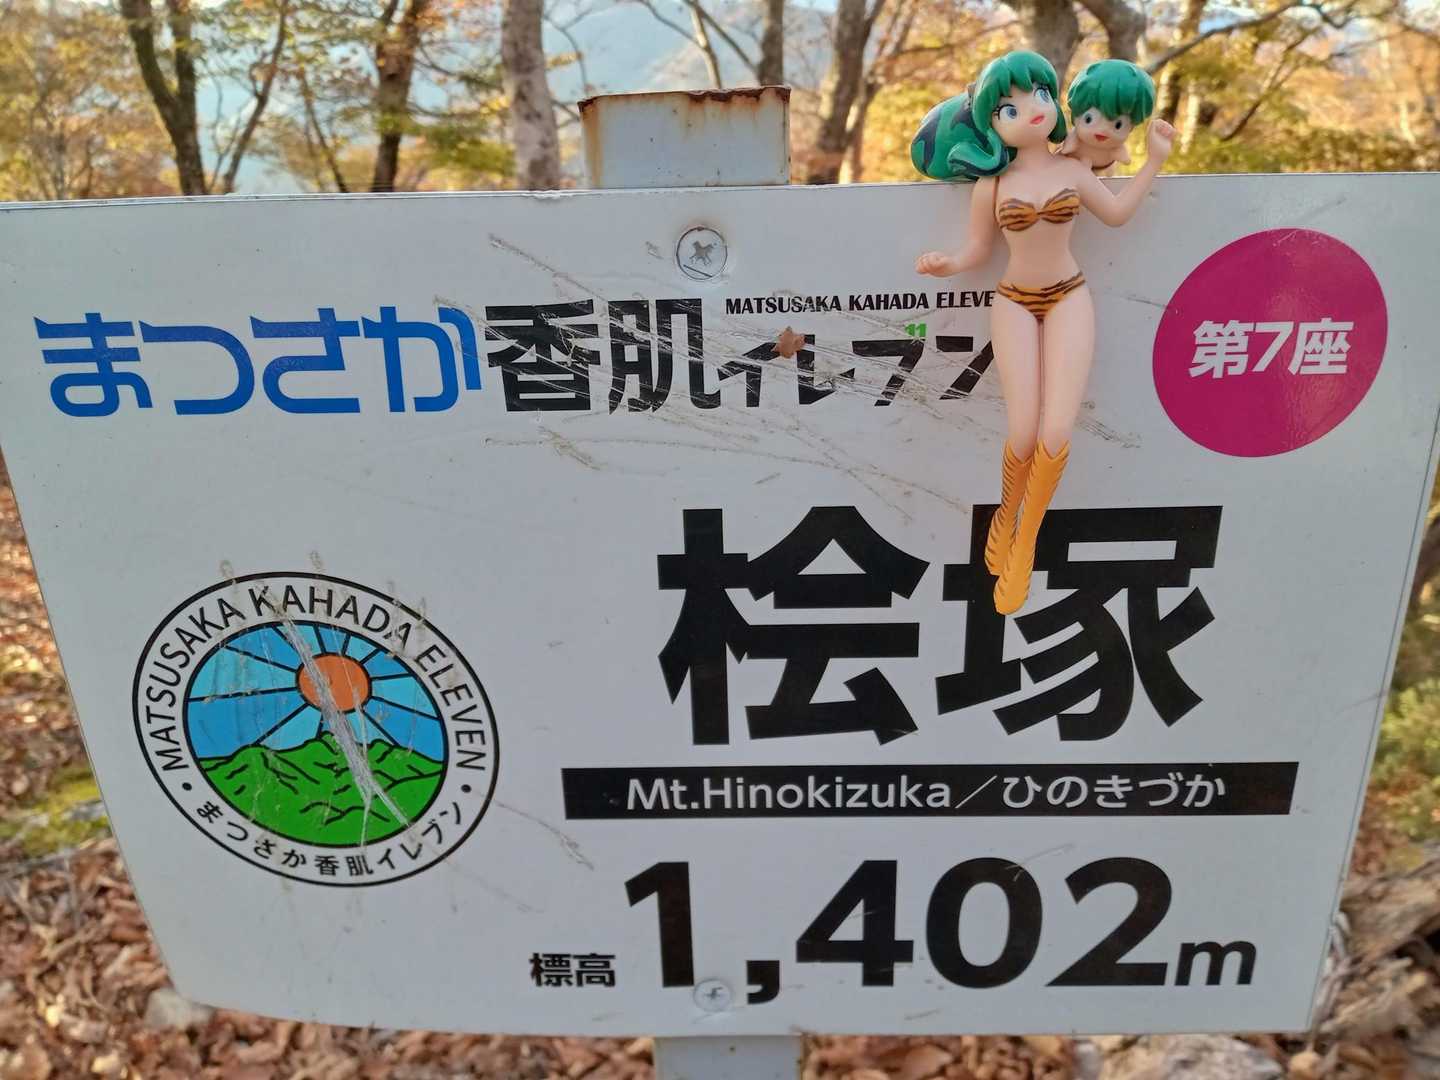 MATSUSAKA KAHADA ELEVE
まつさか香肌イレブン
11
第7座
桧塚
Mt.Hinokizuka／ひのきづか
標高 1,402m
MATSUSAKA KAHADA ELEVEN
・まつさか香肌イレブン・